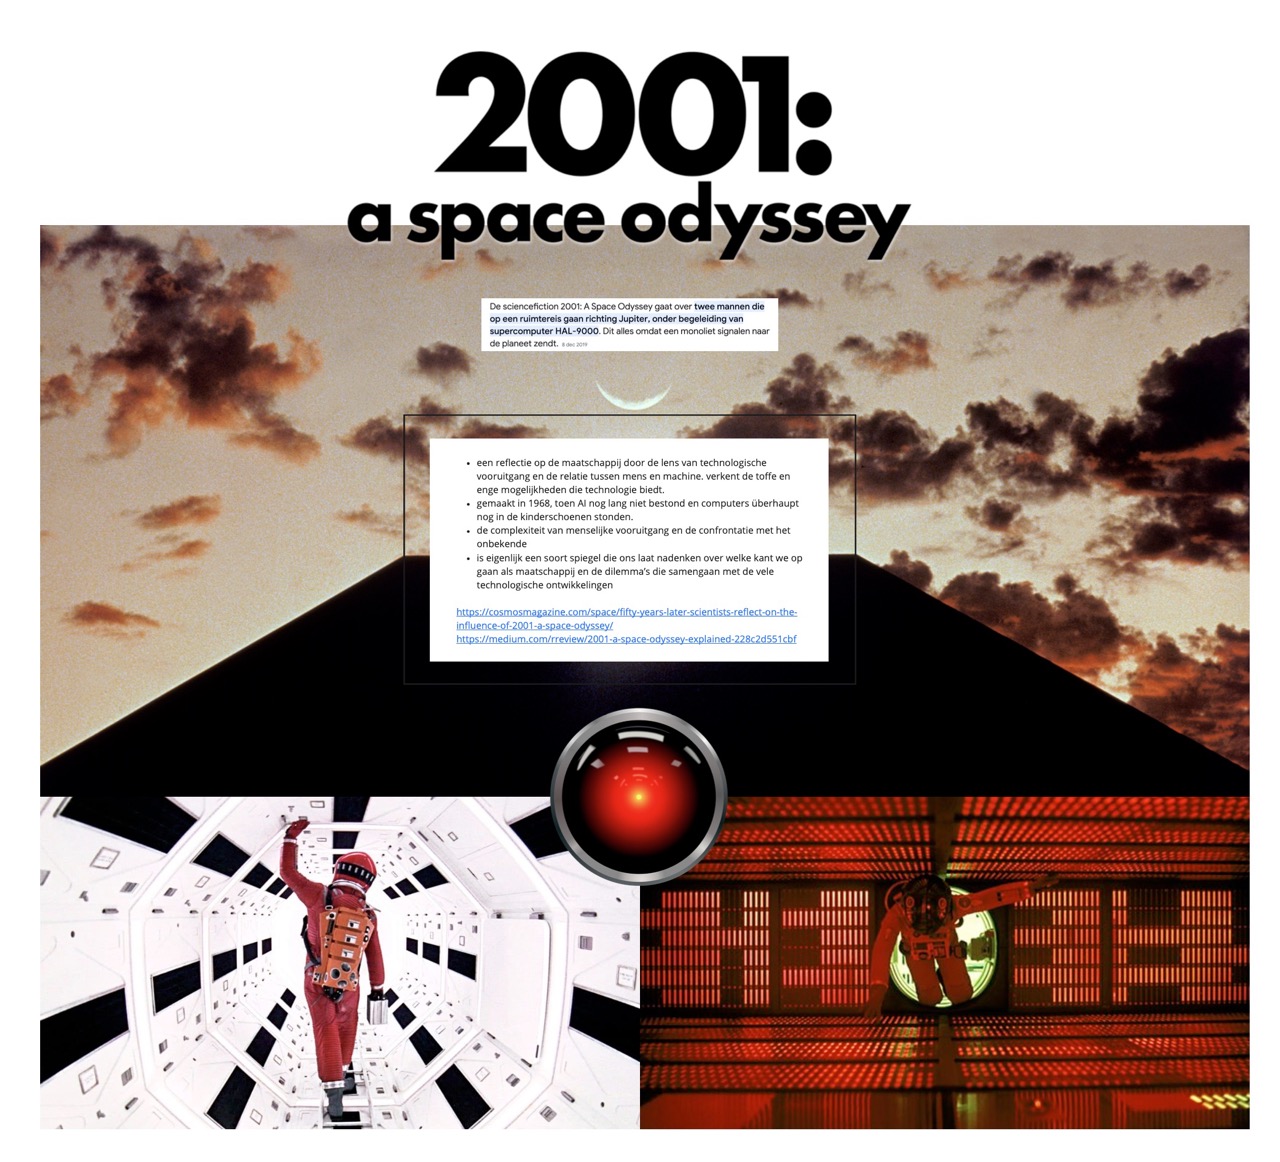 2001:
a space odyssey
De sciencefiction 2001: A Space Odyssey gaat over twee mannen die
op een ruimtereis gaan richting Jupiter, onder begeleiding van
supercomputer HAL-9000. Dit alles omdat een monoliet signalen naar
de planeet zendt. 8 dec 2019
• een reflectie op de maatschappij door de lens van technologische
vooruitgang en de relatie tussen mens en machine. verkent de toffe en
enge mogelijkheden die technologie biedt.
• gemaakt in 1968, toen AI nog lang niet bestond en computers überhaupt
nog in de kinderschoenen stonden.
• de complexiteit van menselijke vooruitgang en de confrontatie met het
onbekende
• is eigenlijk een soort spiegel die ons laat nadenken over welke kant we op
gaan als maatschappij en de dilemma's die samengaan met de vele
technologische ontwikkelingen
https://cosmosmagazine.com/space/fifty-years-later-scientists-reflect-on-the-
influence-of-2001-a-space-odyssey/
https://medium.com/rreview/2001-a-space-odyssey-explained-228c2d551cbf